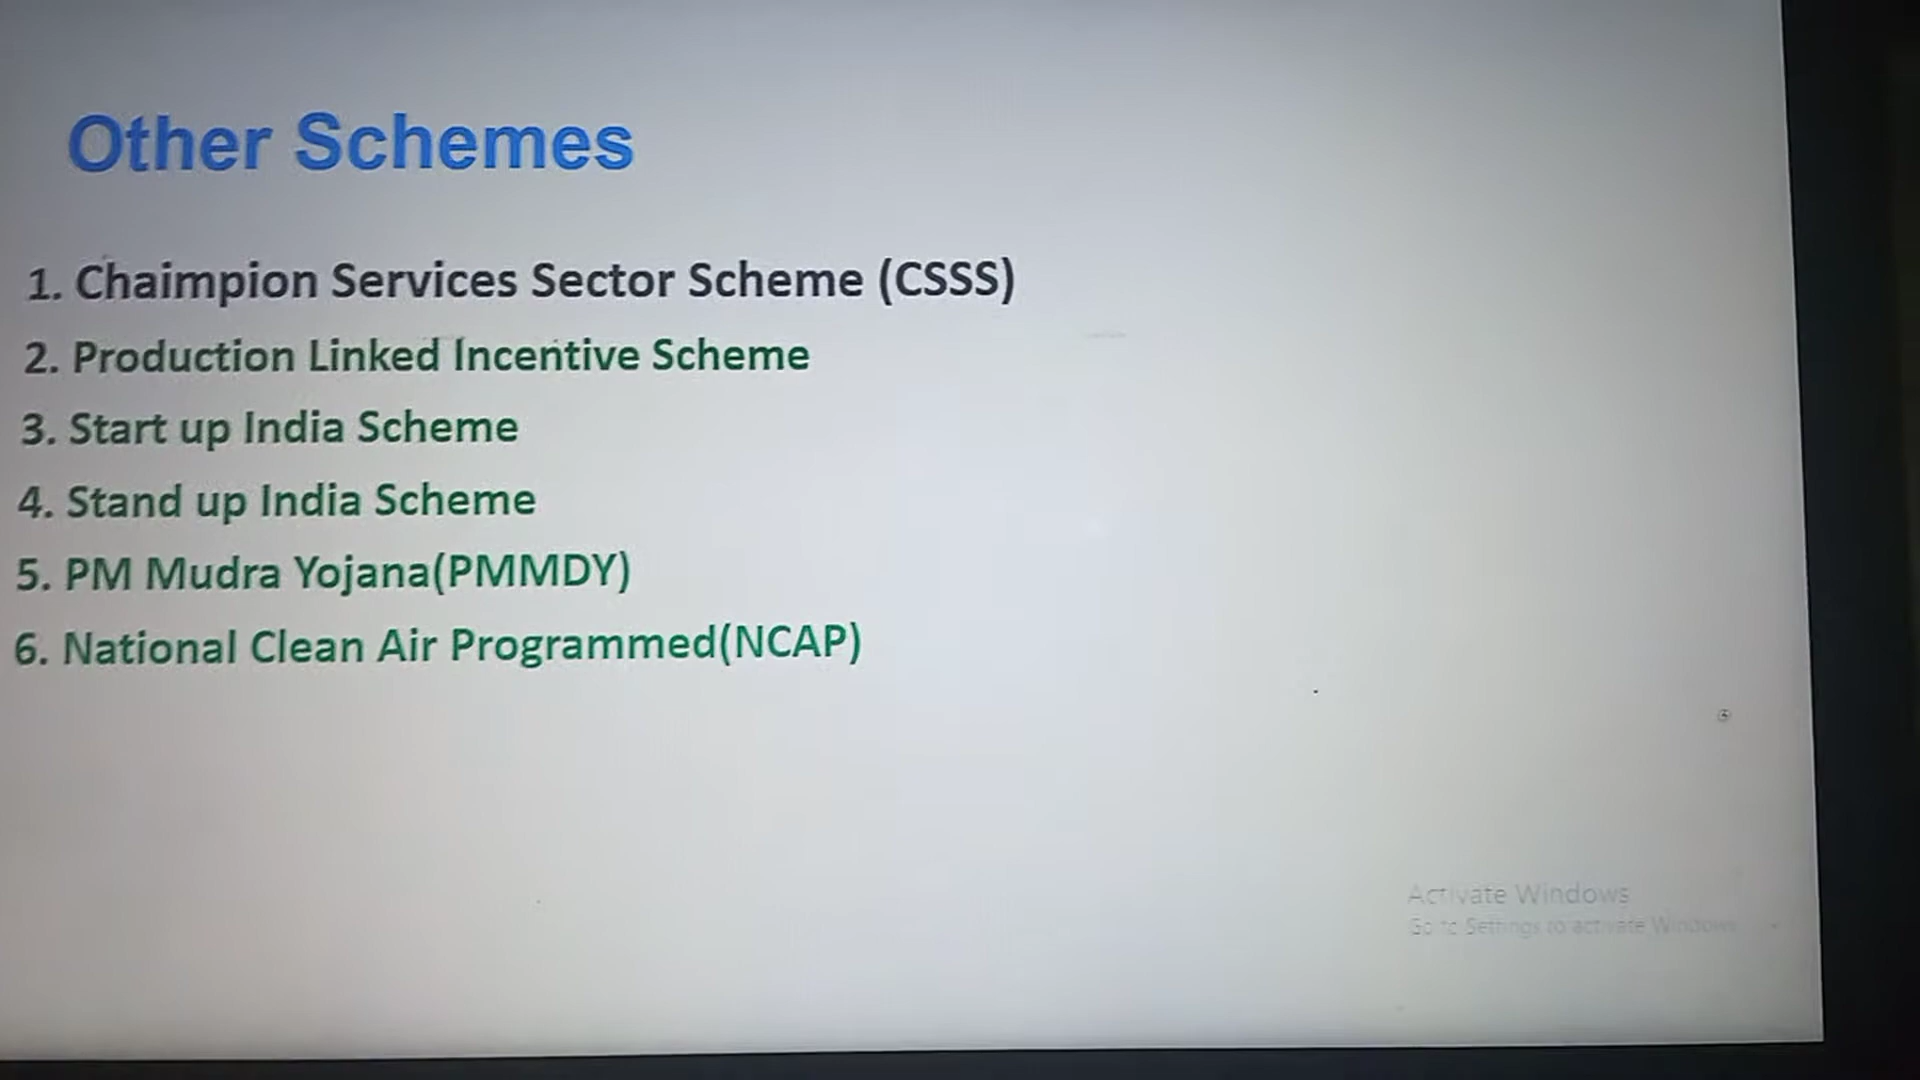 Other Schemes
1. Chaimpion Services Sector Scheme (CSSS)
2. Production Linked Incentive Scheme
3. Start up India Scheme
4. Stand up India Scheme
5. PM Mudra Yojana(PMMDY)
6. National Clean Air Programmed(NCAP)
Activate Windows
Go to Settings to activate Windows